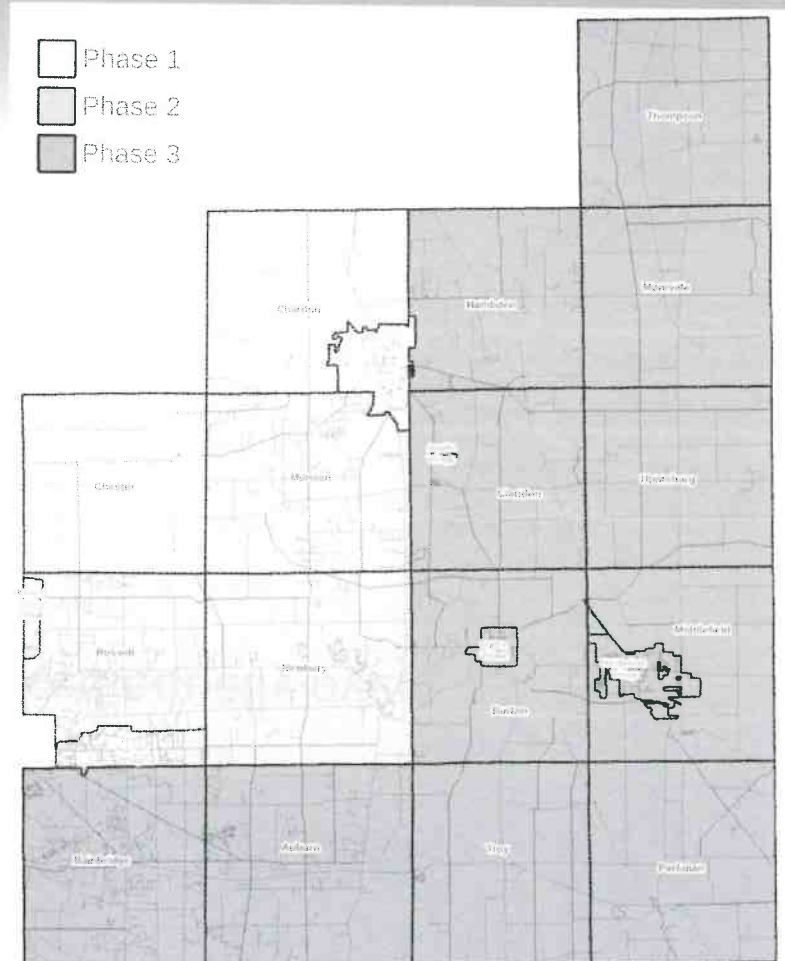 Phase 1
Phase 2
Phase 3
Thompson
Chardon
Hambden
Montville
Chester
Munson
Claridon
Huntsburg
Russell
Newbury
Burton
Middlefield
Bainbridge
Auburn
Troy
Parkman